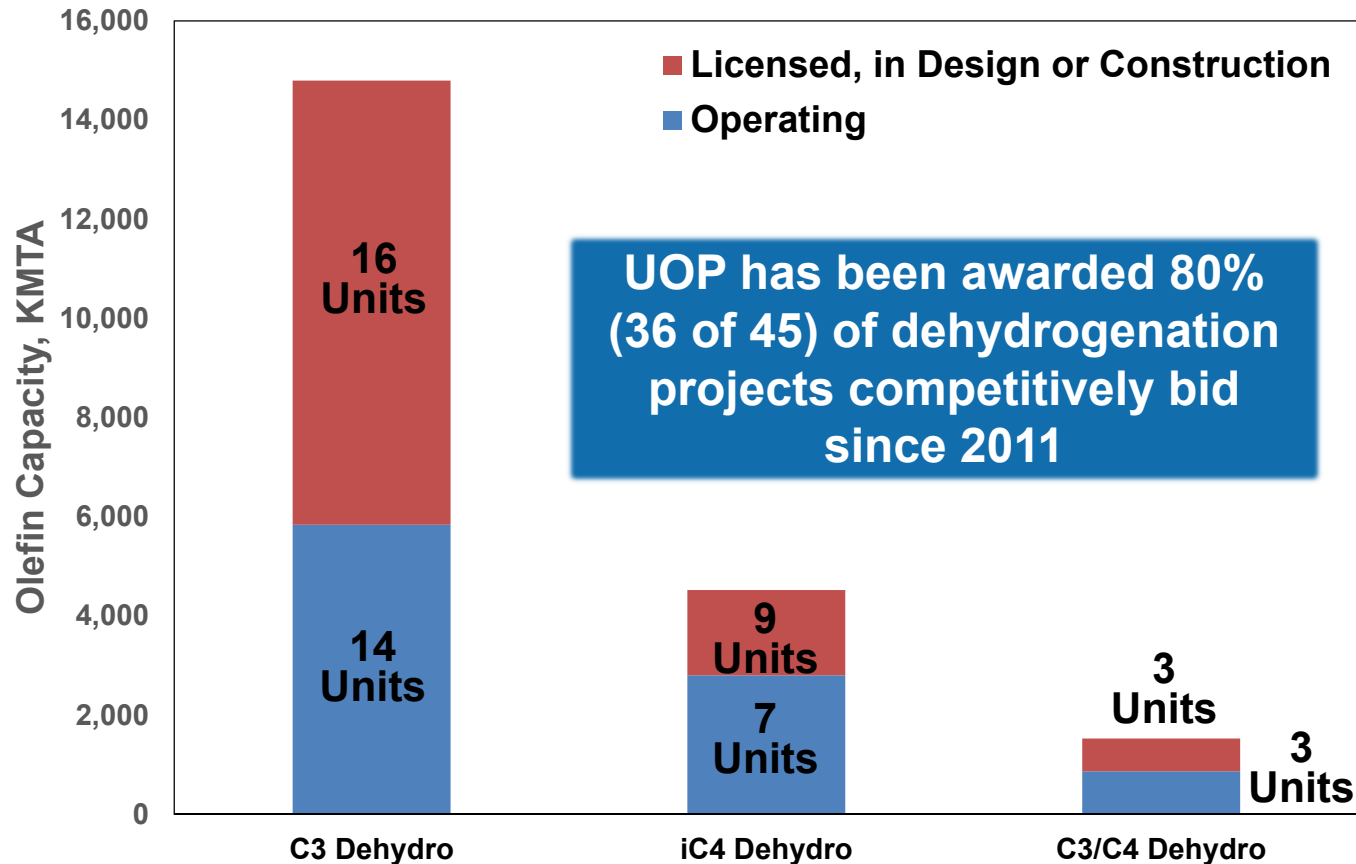 16,000
14,000
12,000
10,000
8,000
6,000
4,000
2,000
0
Olefin Capacity, KMTA
Licensed, in Design or Construction
Operating
UOP has been awarded 80%
(36 of 45) of dehydrogenation
projects competitively bid
since 2011
16
Units
14
Units
9
Units
7
Units
3
Units
3
Units
C3 Dehydro
iC4 Dehydro
C3/C4 Dehydro